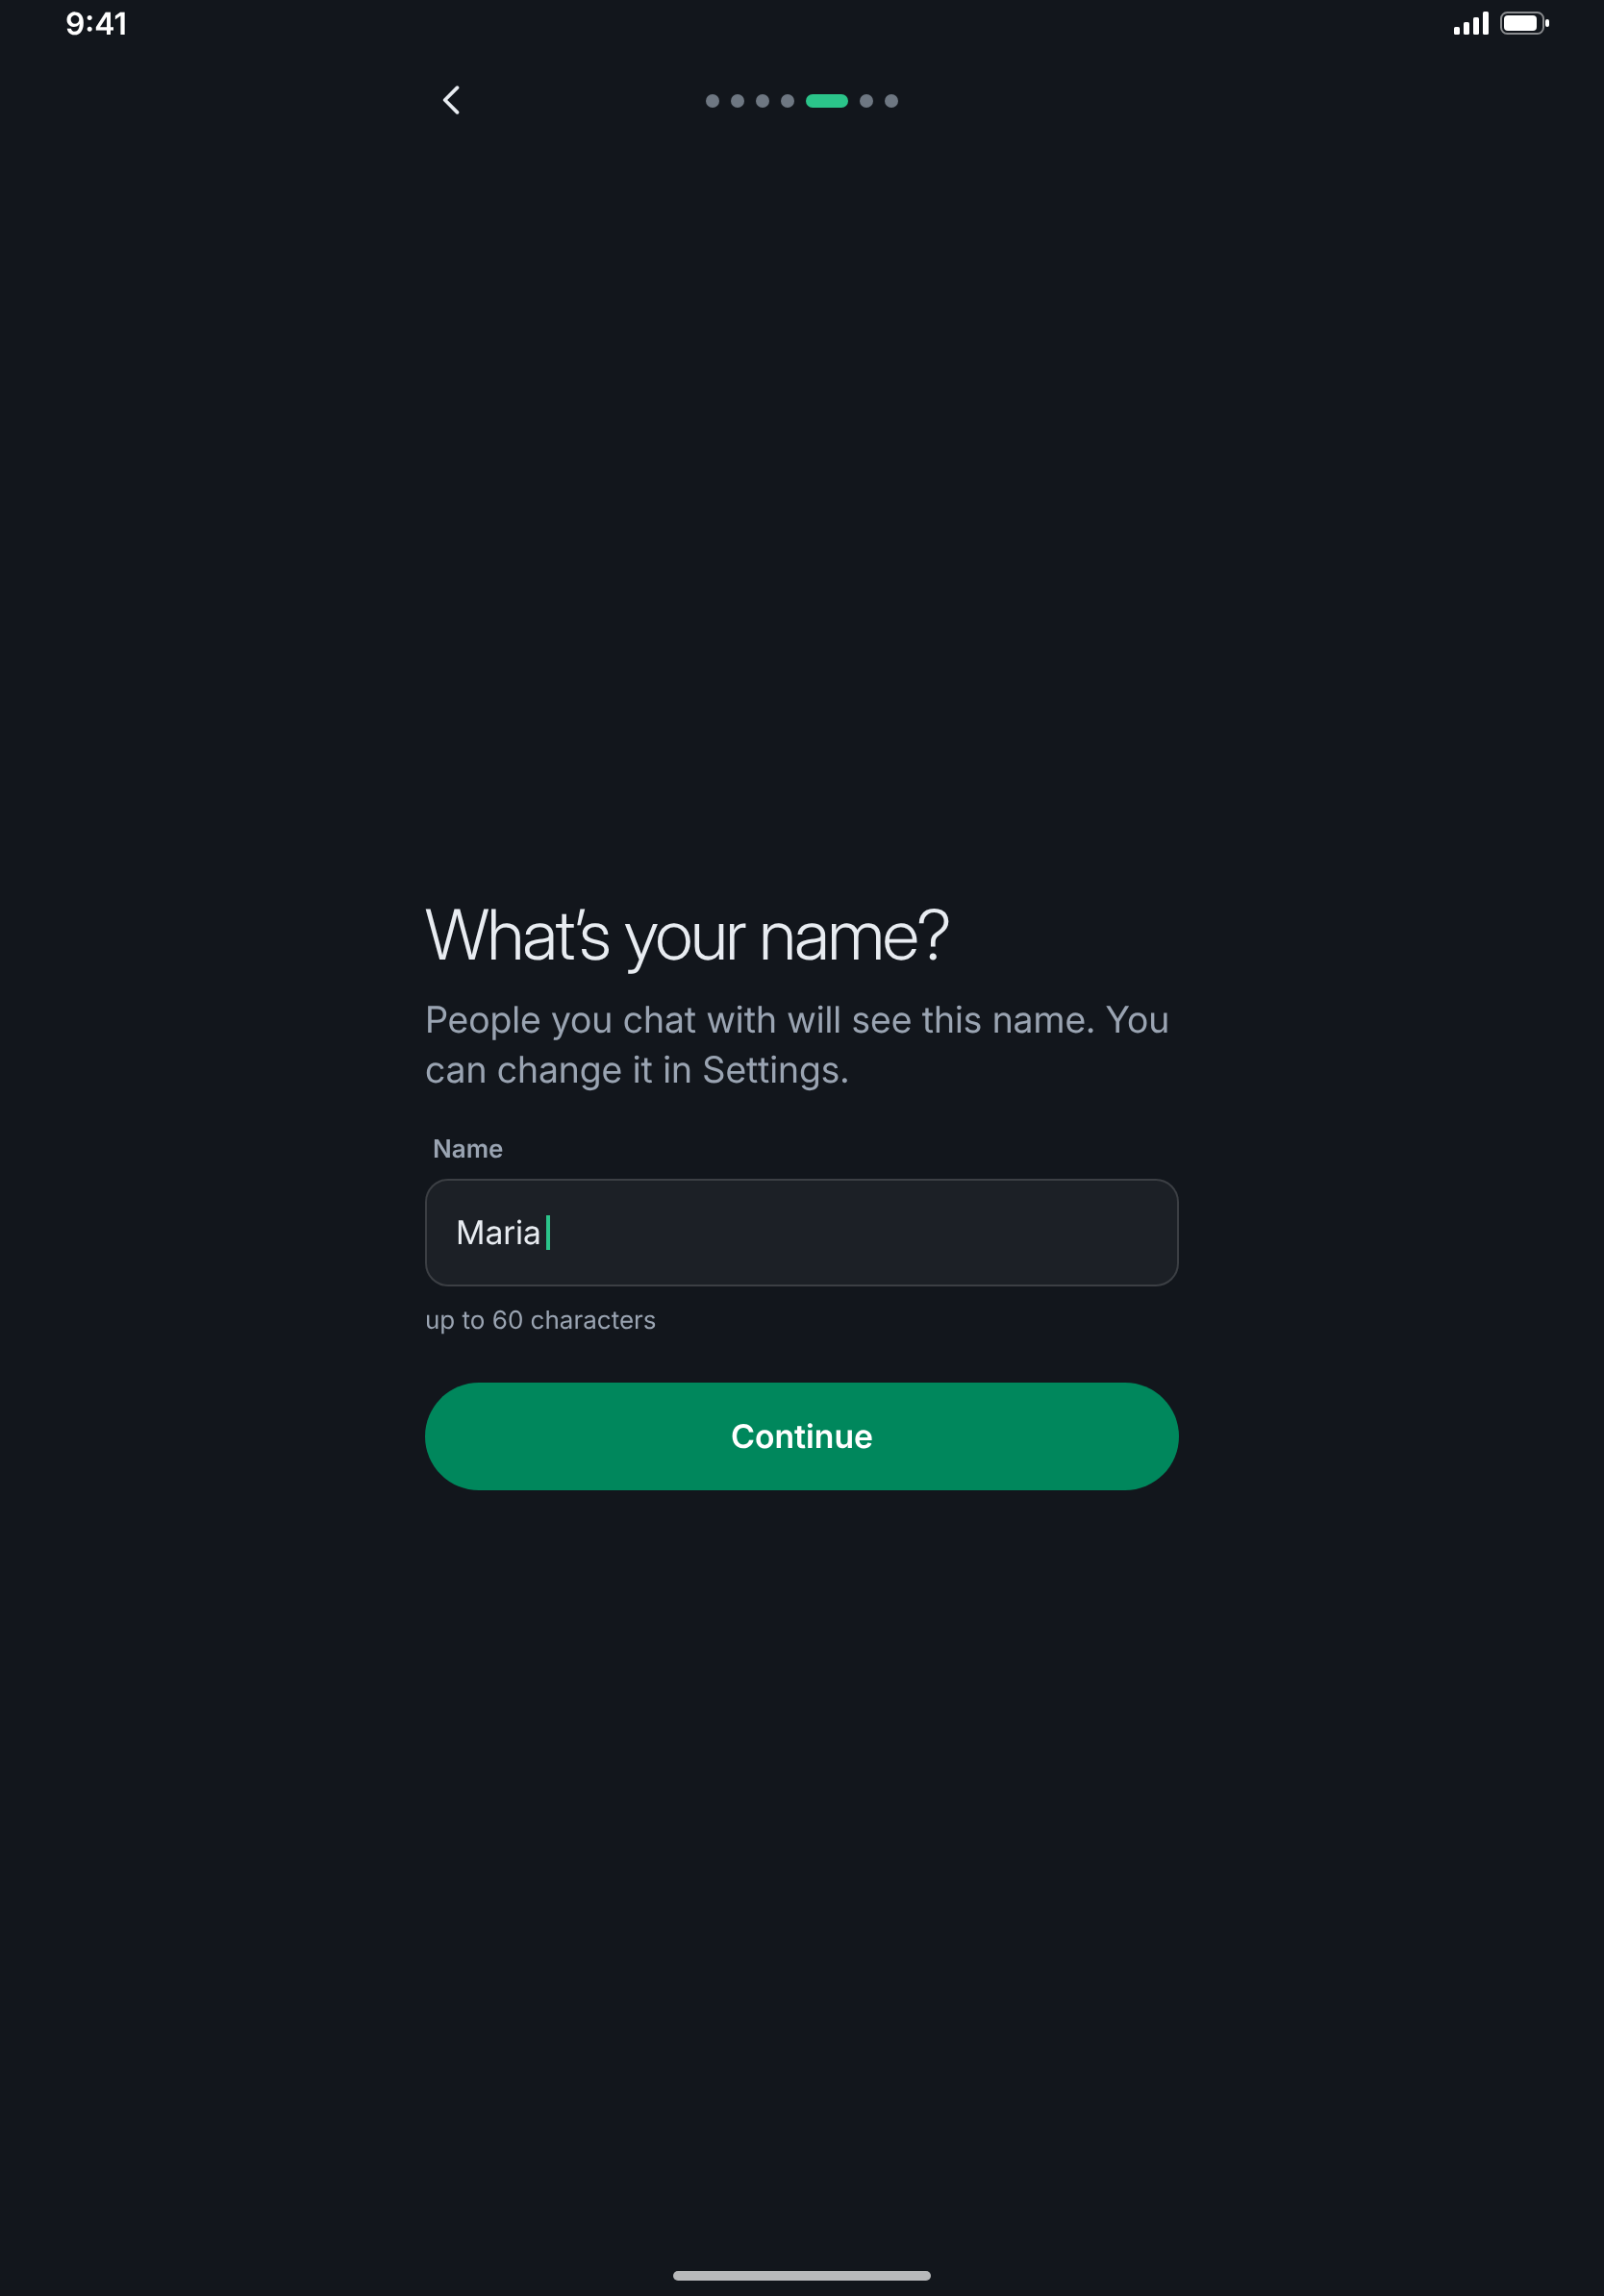 9:41
What's your name?
People you chat with will see this name. You
can change it in Settings.
Name
Maria
up to 60 characters
Continue